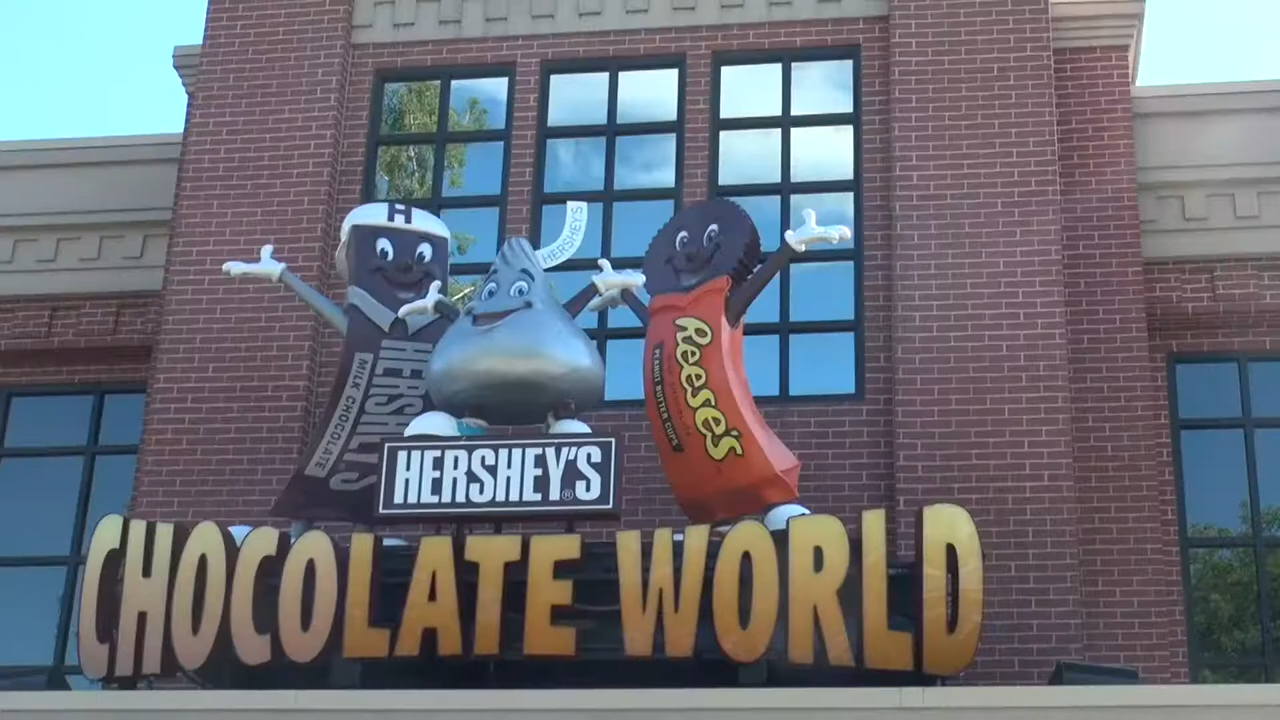 H
HERSHEY'S
HERSHEY'S
MILK CHOCOLATE
Reese's
PEANUT BUTTER CUPS
HERSHEY'S®
CHOCOLATE WORLD